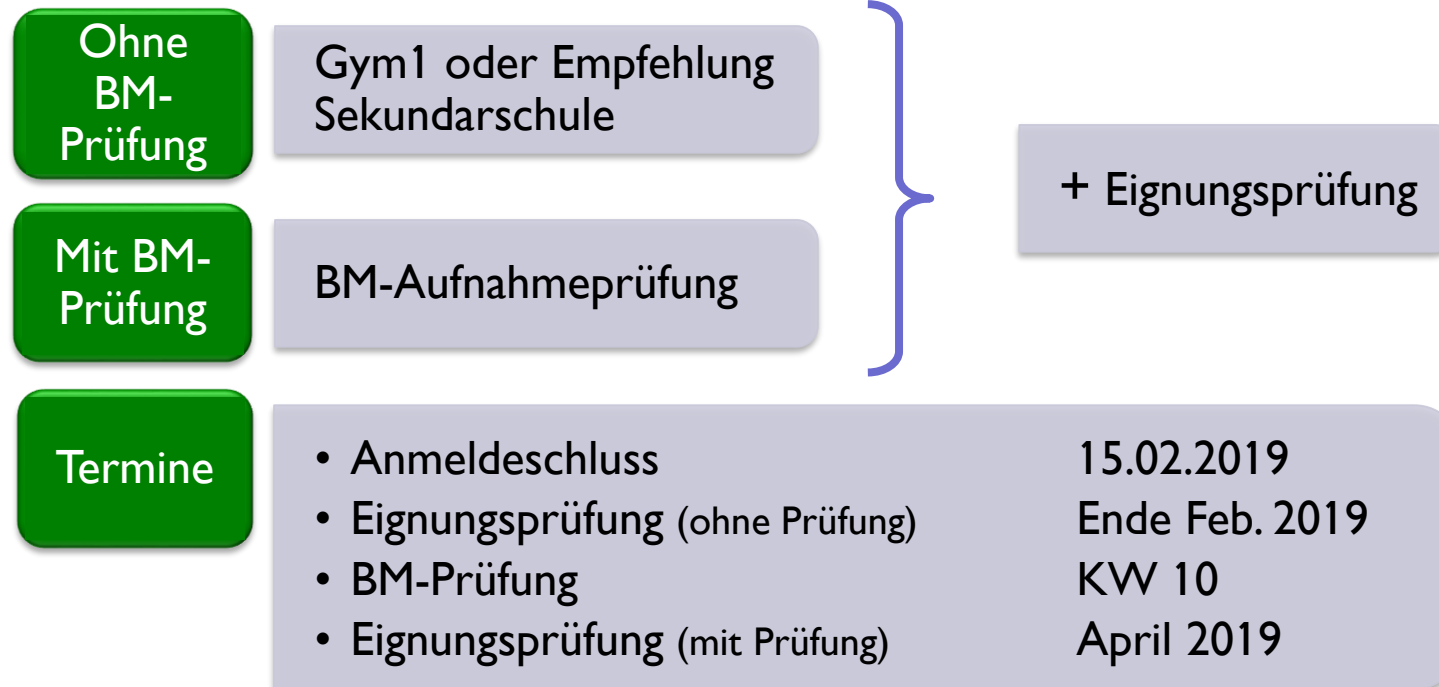 Ohne
BM-
Prüfung
Gym1 oder Empfehlung
Sekundarschule
+ Eignungsprüfung
Mit BM-
Prüfung
BM-Aufnahmeprüfung
Termine
• Anmeldeschluss 15.02.2019
• Eignungsprüfung (ohne Prüfung) Ende Feb. 2019
• BM-Prüfung KW 10
• Eignungsprüfung (mit Prüfung) April 2019